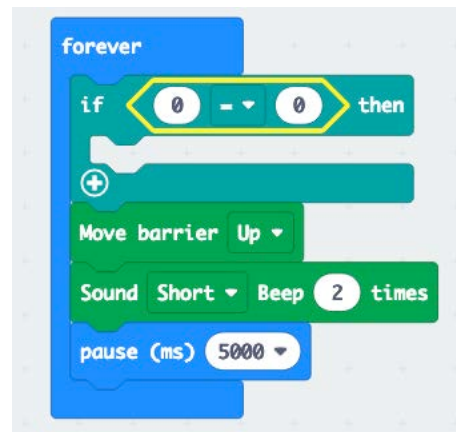 forever
if 0 = 0 then
Move barrier Up
Sound Short Beep 2 times
pause (ms) 5000